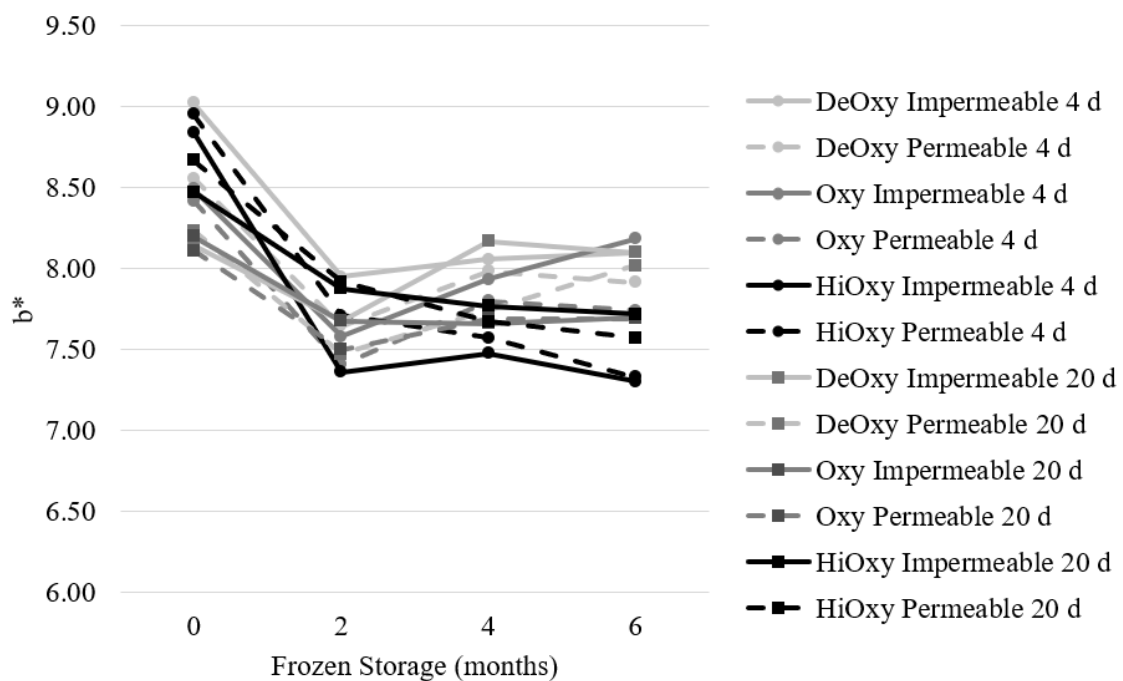 9.50
9.00
8.50
8.00
7.50
7.00
6.50
6.00
b*
0 2 4 6
Frozen Storage (months)
DeOxy Impermeable 4 d
DeOxy Permeable 4 d
Oxy Impermeable 4 d
Oxy Permeable 4 d
HiOxy Impermeable 4 d
HiOxy Permeable 4 d
DeOxy Impermeable 20 d
DeOxy Permeable 20 d
Oxy Impermeable 20 d
Oxy Permeable 20 d
HiOxy Impermeable 20 d
HiOxy Permeable 20 d